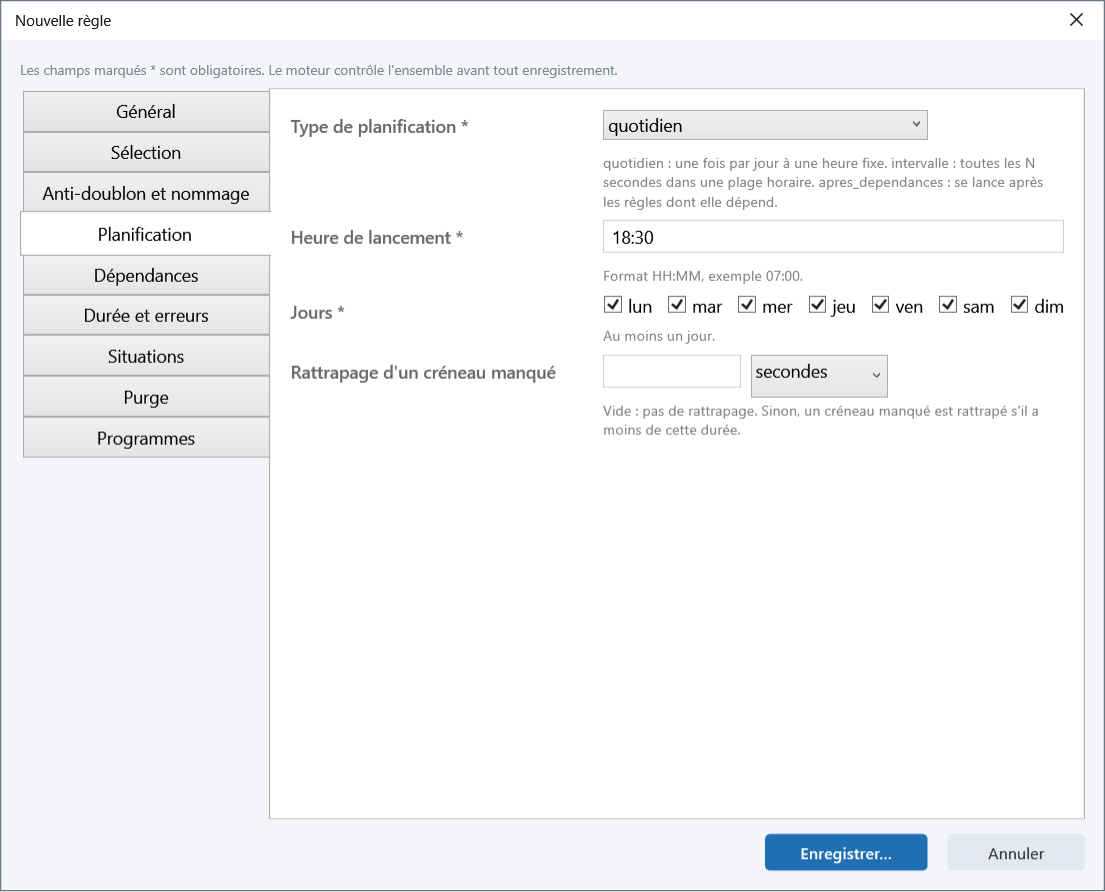 Nouvelle règle
Les champs marqués * sont obligatoires. Le moteur contrôle l'ensemble avant tout enregistrement.
Général
Sélection
Anti-doublon et nommage
Planification
Dépendances
Durée et erreurs
Situations
Purge
Programmes
Type de planification *
quotidien
quotidien : une fois par jour à une heure fixe. intervalle : toutes les N
secondes dans une plage horaire. apres_dependances : se lance après
les règles dont elle dépend.
Heure de lancement *
18:30
Format HH:MM, exemple 07:00.
Jours *
lun mar mer jeu ven sam dim
Au moins un jour.
Rattrapage d'un créneau manqué
secondes
Vide : pas de rattrapage. Sinon, un créneau manqué est rattrapé s'il a
moins de cette durée.
Enregistrer...
Annuler